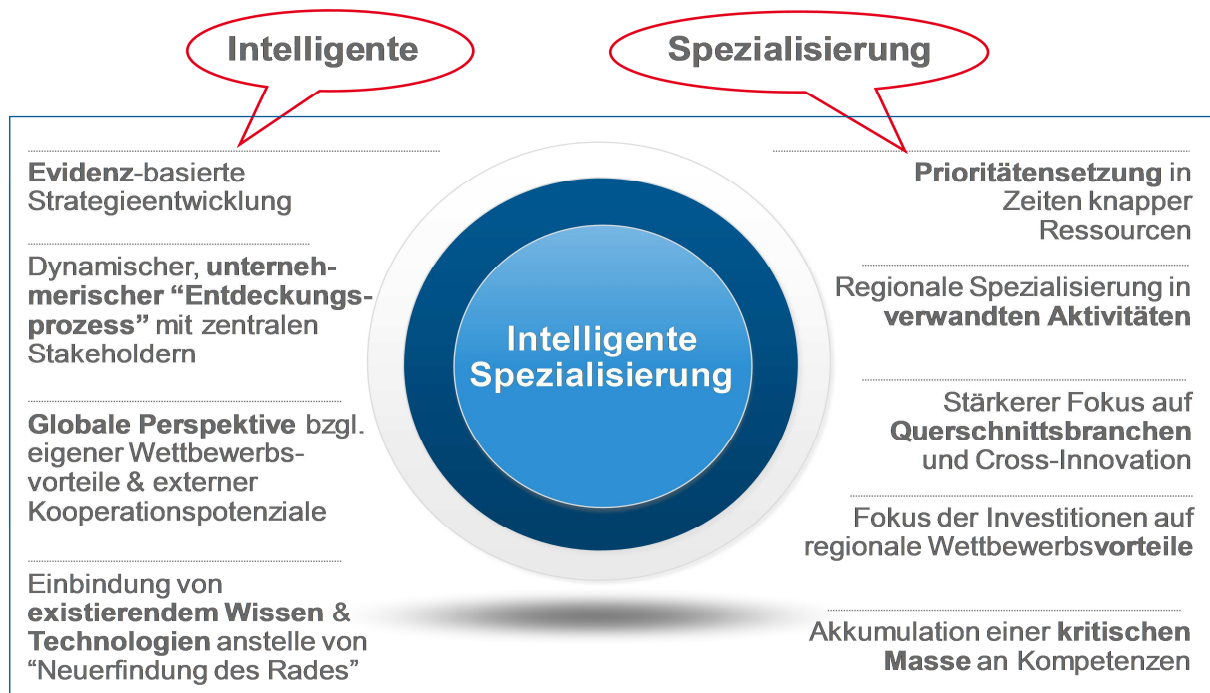 Intelligente
Spezialisierung
Evidenz-basierte
Strategieentwicklung
Dynamischer, unterneh-
merischer “Entdeckungs-
prozess” mit zentralen
Stakeholdern
Globale Perspektive bzgl.
eigener Wettbewerbs-
vorteile & externer
Kooperationspotenziale
Einbindung von
existierendem Wissen &
Technologien anstelle von
“Neuerfindung des Rades”
Intelligente
Spezialisierung
Prioritätensetzung in
Zeiten knapper
Ressourcen
Regionale Spezialisierung in
verwandten Aktivitäten
Stärkerer Fokus auf
Querschnittsbranchen
und Cross-Innovation
Fokus der Investitionen auf
regionale Wettbewerbsvorteile
Akkumulation einer kritischen
Masse an Kompetenzen